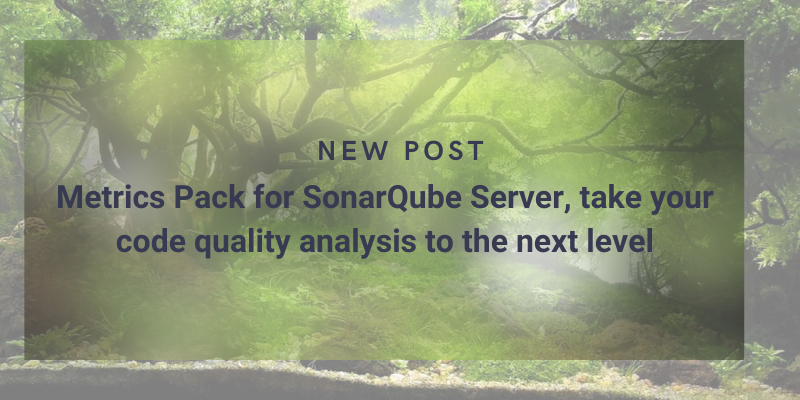 NEW POST
Metrics Pack for SonarQube Server, take your
code quality analysis to the next level